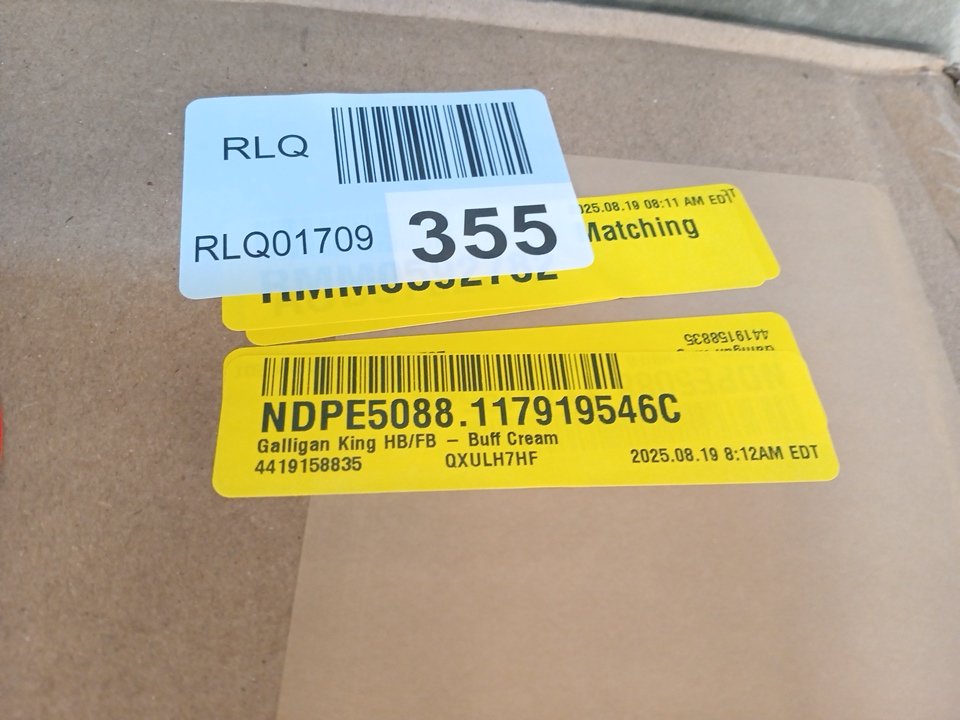 RLQ
RLQ01709
355
2025.08.19 08:11 AM EDT
Matching
4419158835
NDPE5088.117919546C
Galligan King HB/FB – Buff Cream
4419158835 QXULH7HF 2025.08.19 8:12AM EDT